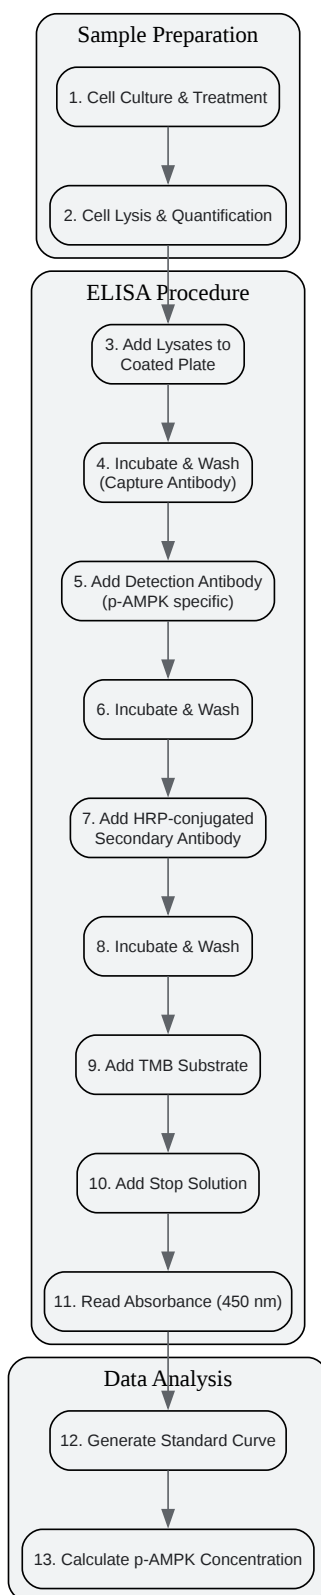 Sample Preparation
1. Cell Culture & Treatment
2. Cell Lysis & Quantification
ELISA Procedure
3. Add Lysates to
Coated Plate
4. Incubate & Wash
(Capture Antibody)
5. Add Detection Antibody
(p-AMPK specific)
6. Incubate & Wash
7. Add HRP-conjugated
Secondary Antibody
8. Incubate & Wash
9. Add TMB Substrate
10. Add Stop Solution
11. Read Absorbance (450 nm)
Data Analysis
12. Generate Standard Curve
13. Calculate p-AMPK Concentration